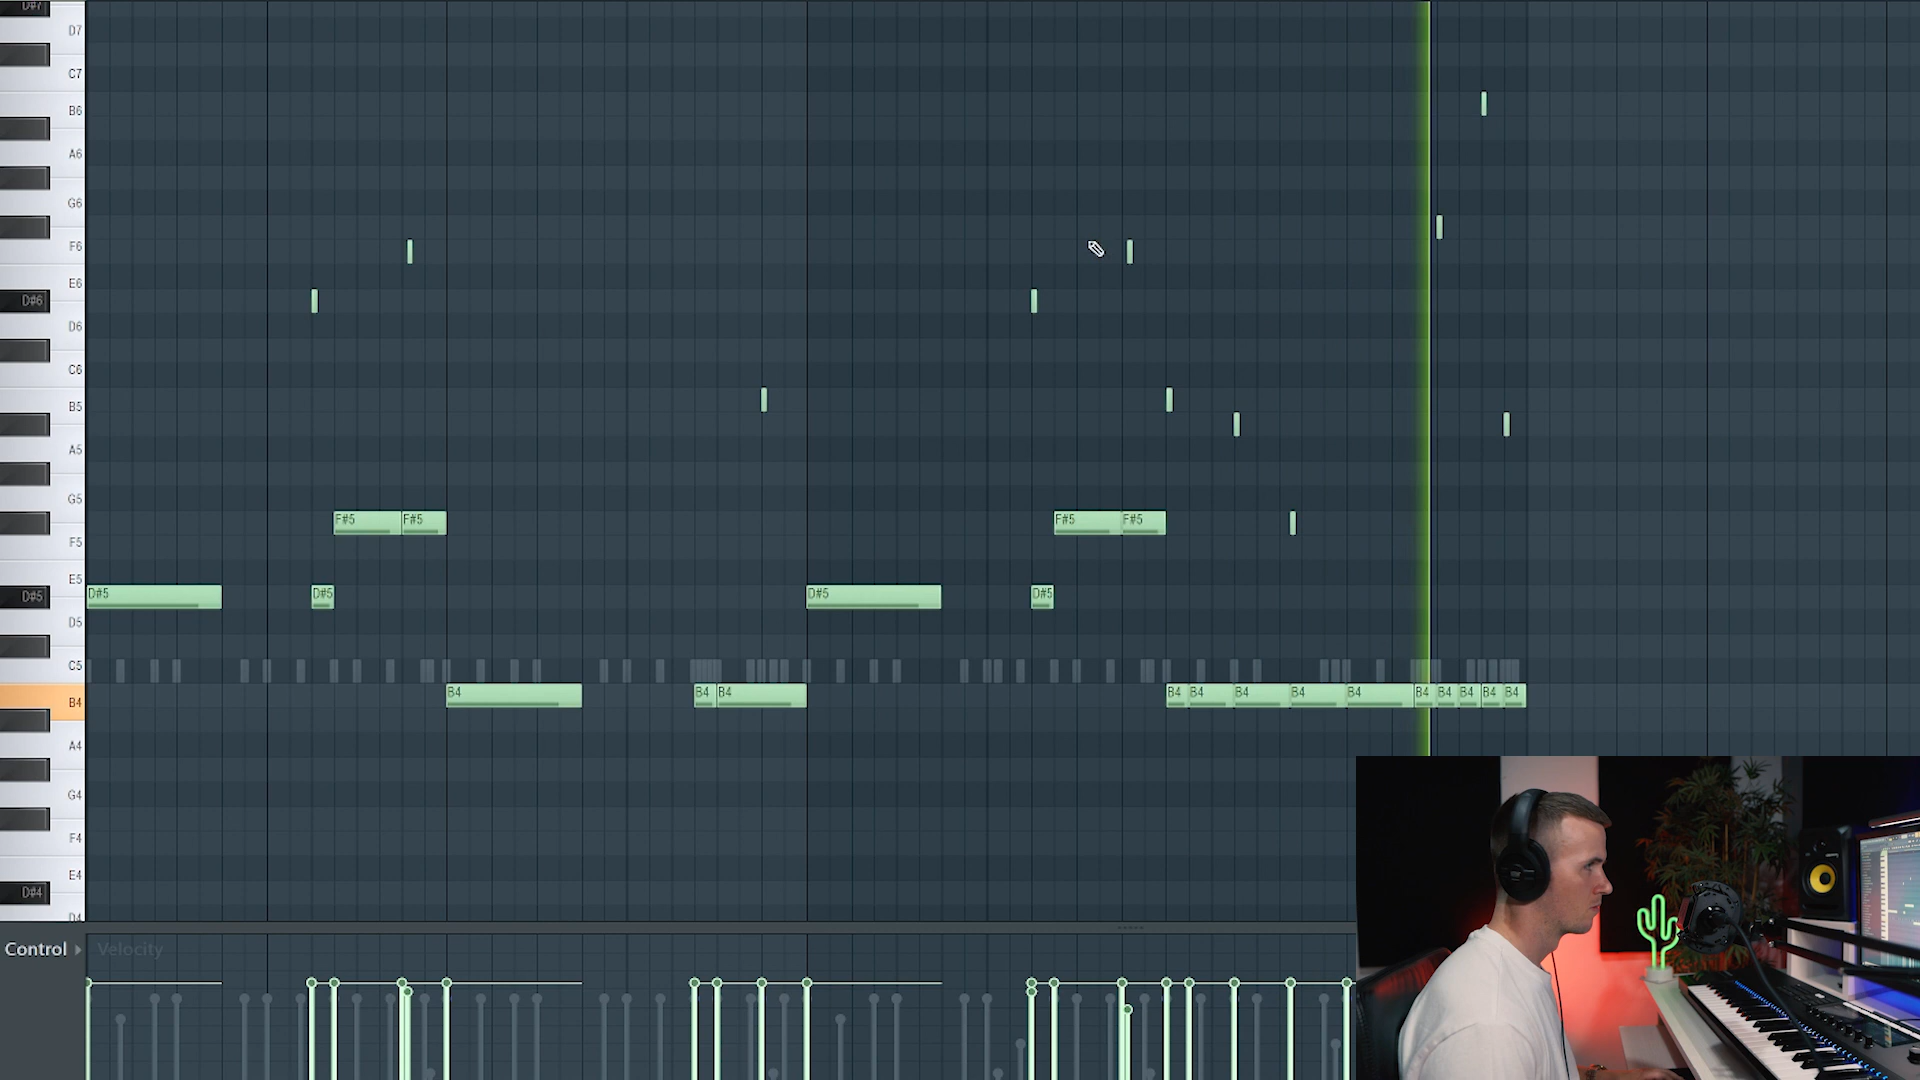 D#7
D7
C7
B6
A6
G6
F6
E6
D#6
D6
C6
B5
A5
G5
F#5 F#5 F#5 F#5
F5
E5
D#5 D#5 D#5 D#5 D#5
D5
C5
B4 B4 B4 B4 B4 B4 B4 B4 B4 B4 B4 B4 B4 B4
A4
G4
F4
E4
D#4
D4
Control Velocity